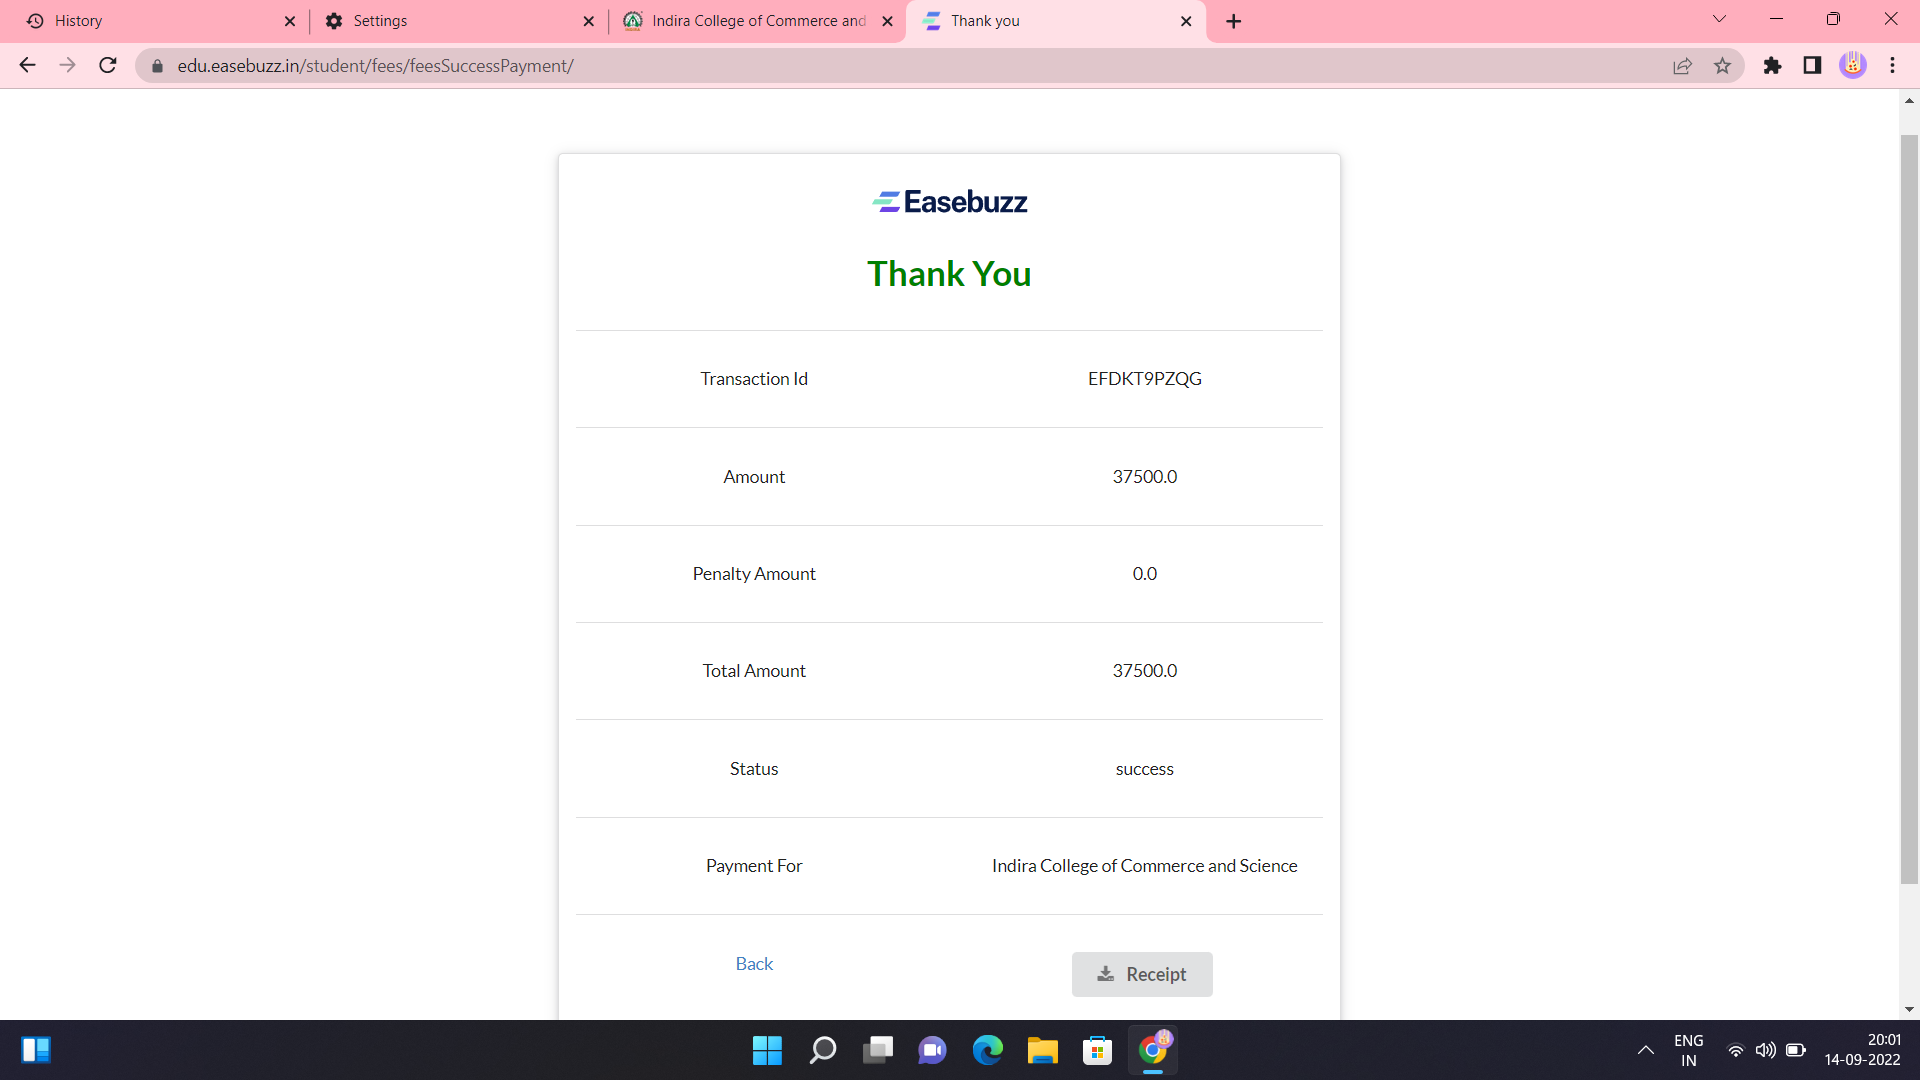 History
Settings
Indira College of Commerce and
Thank you
edu.easebuzz.in/student/fees/feesSuccessPayment/
Easebuzz
Thank You
Transaction Id EFDKT9PZQG
Amount 37500.0
Penalty Amount 0.0
Total Amount 37500.0
Status success
Payment For Indira College of Commerce and Science
Back Receipt
ENG
IN
20:01
14-09-2022